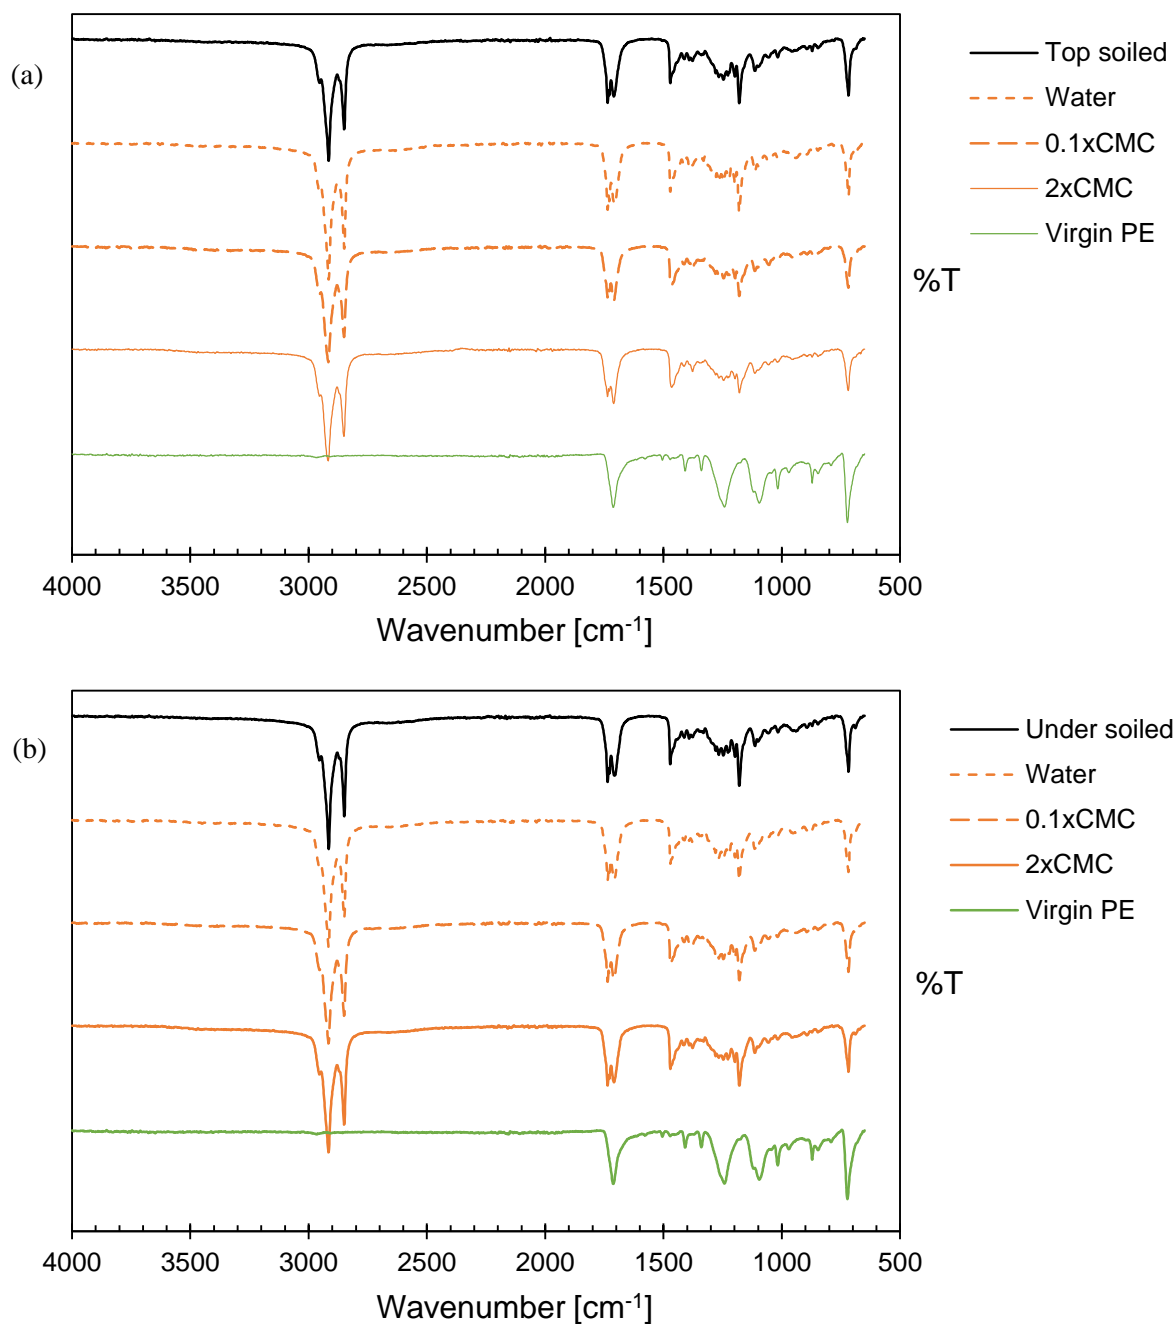 (a)
Top soiled
Water
0.1xCMC
2xCMC
Virgin PE
%T
4000 3500 3000 2500 2000 1500 1000 500
Wavenumber [cm-1]
(b)
Under soiled
Water
0.1xCMC
2xCMC
Virgin PE
%T
4000 3500 3000 2500 2000 1500 1000 500
Wavenumber [cm-1]